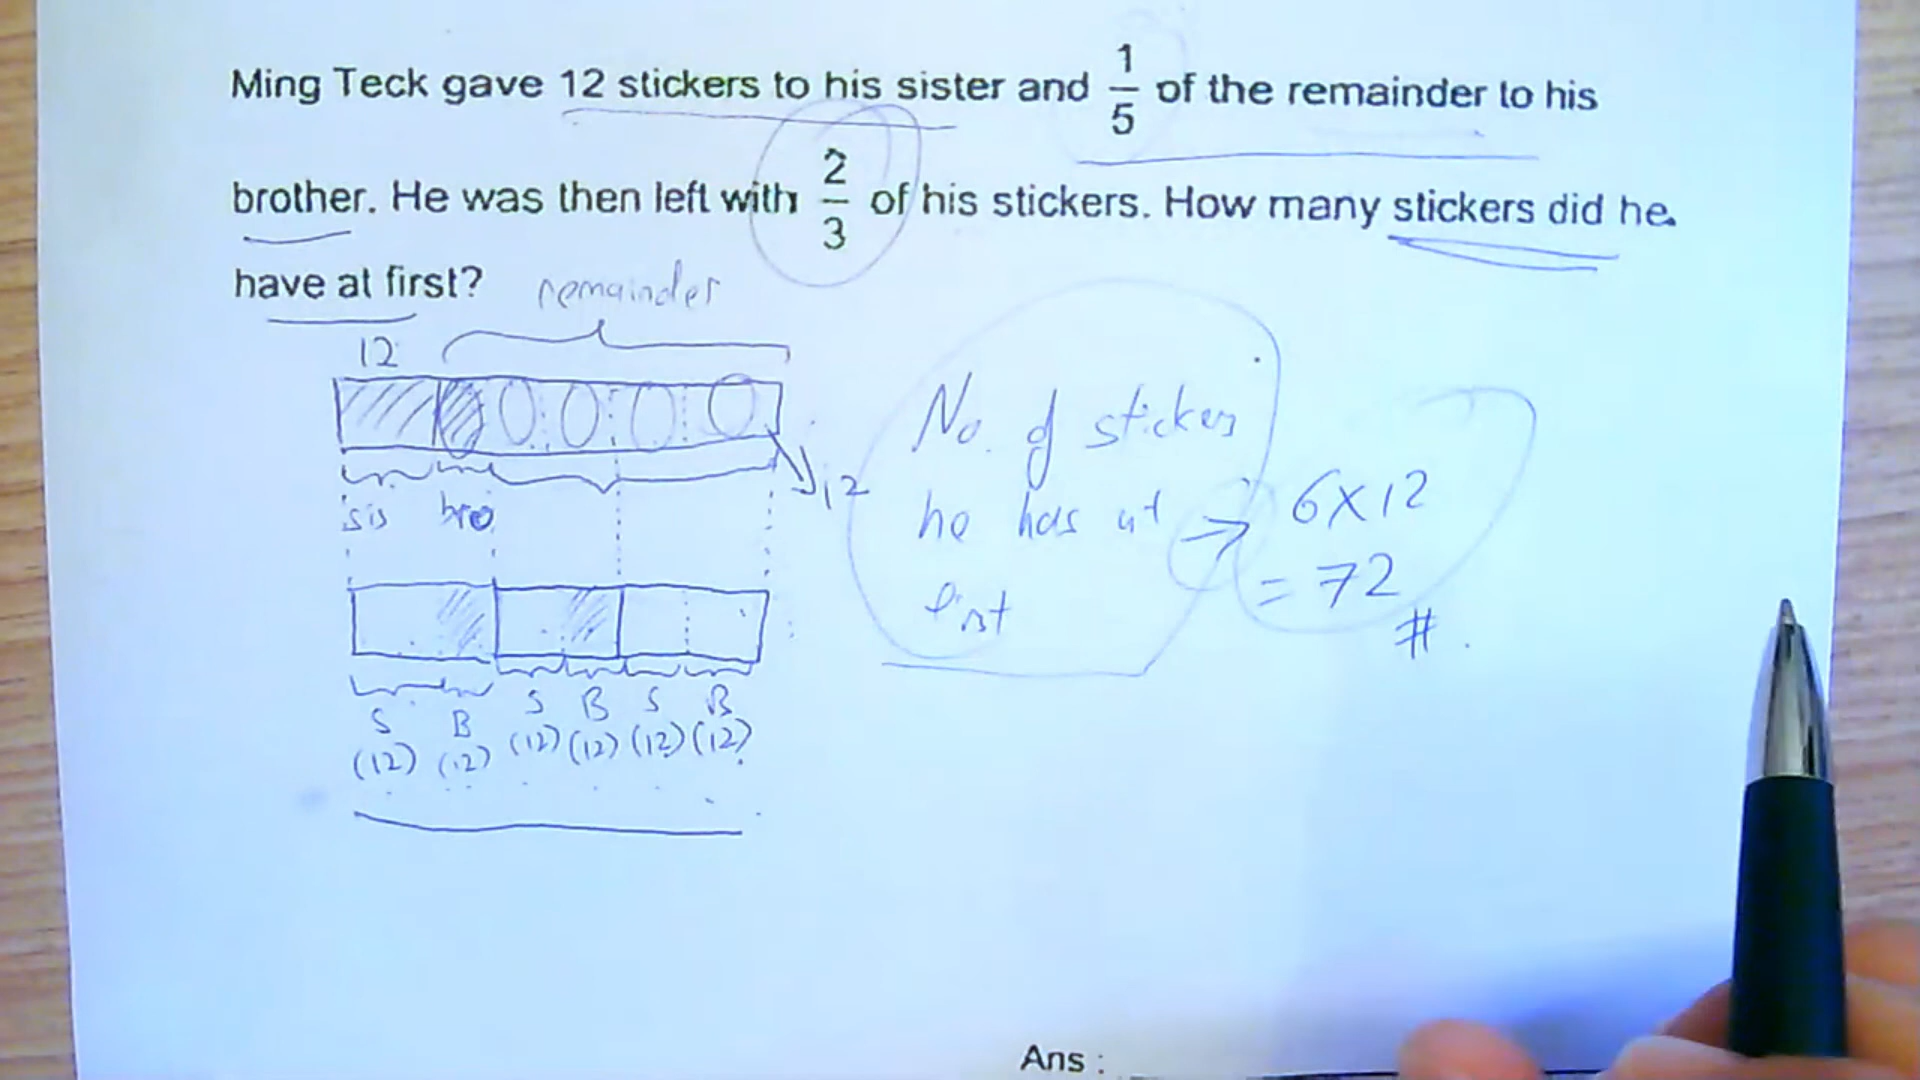 Ming Teck gave 12 stickers to his sister and 1/5 of the remainder to his
brother. He was then left with 2/3 of his stickers. How many stickers did he
have at first?
remainder
12
12
sis bro
No. of stickers
he has at → 6x12
first = 72 #
S B S B S B
(12) (12) (12) (12) (12) (12)
Ans :